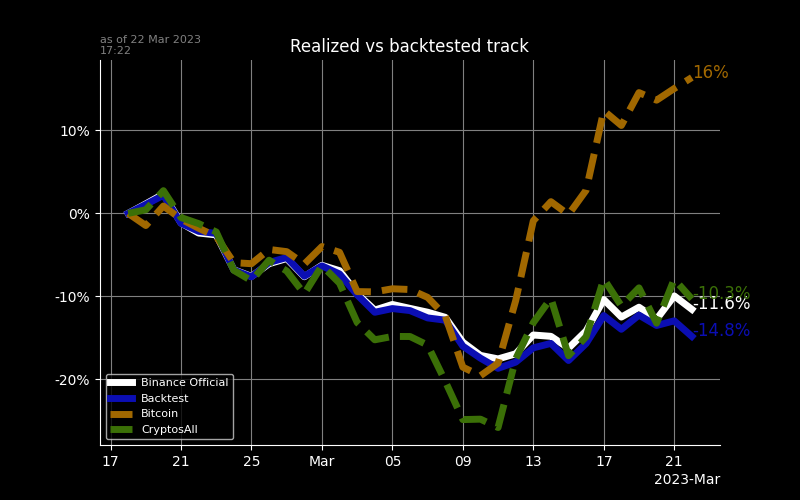 as of 22 Mar 2023
17:22
Realized vs backtested track
16%
10%
0%
-10%
-20%
-10.3%
-11.6%
-14.8%
Binance Official
Backtest
Bitcoin
CryptosAll
17
21
25
Mar
05
09
13
17
21
2023-Mar